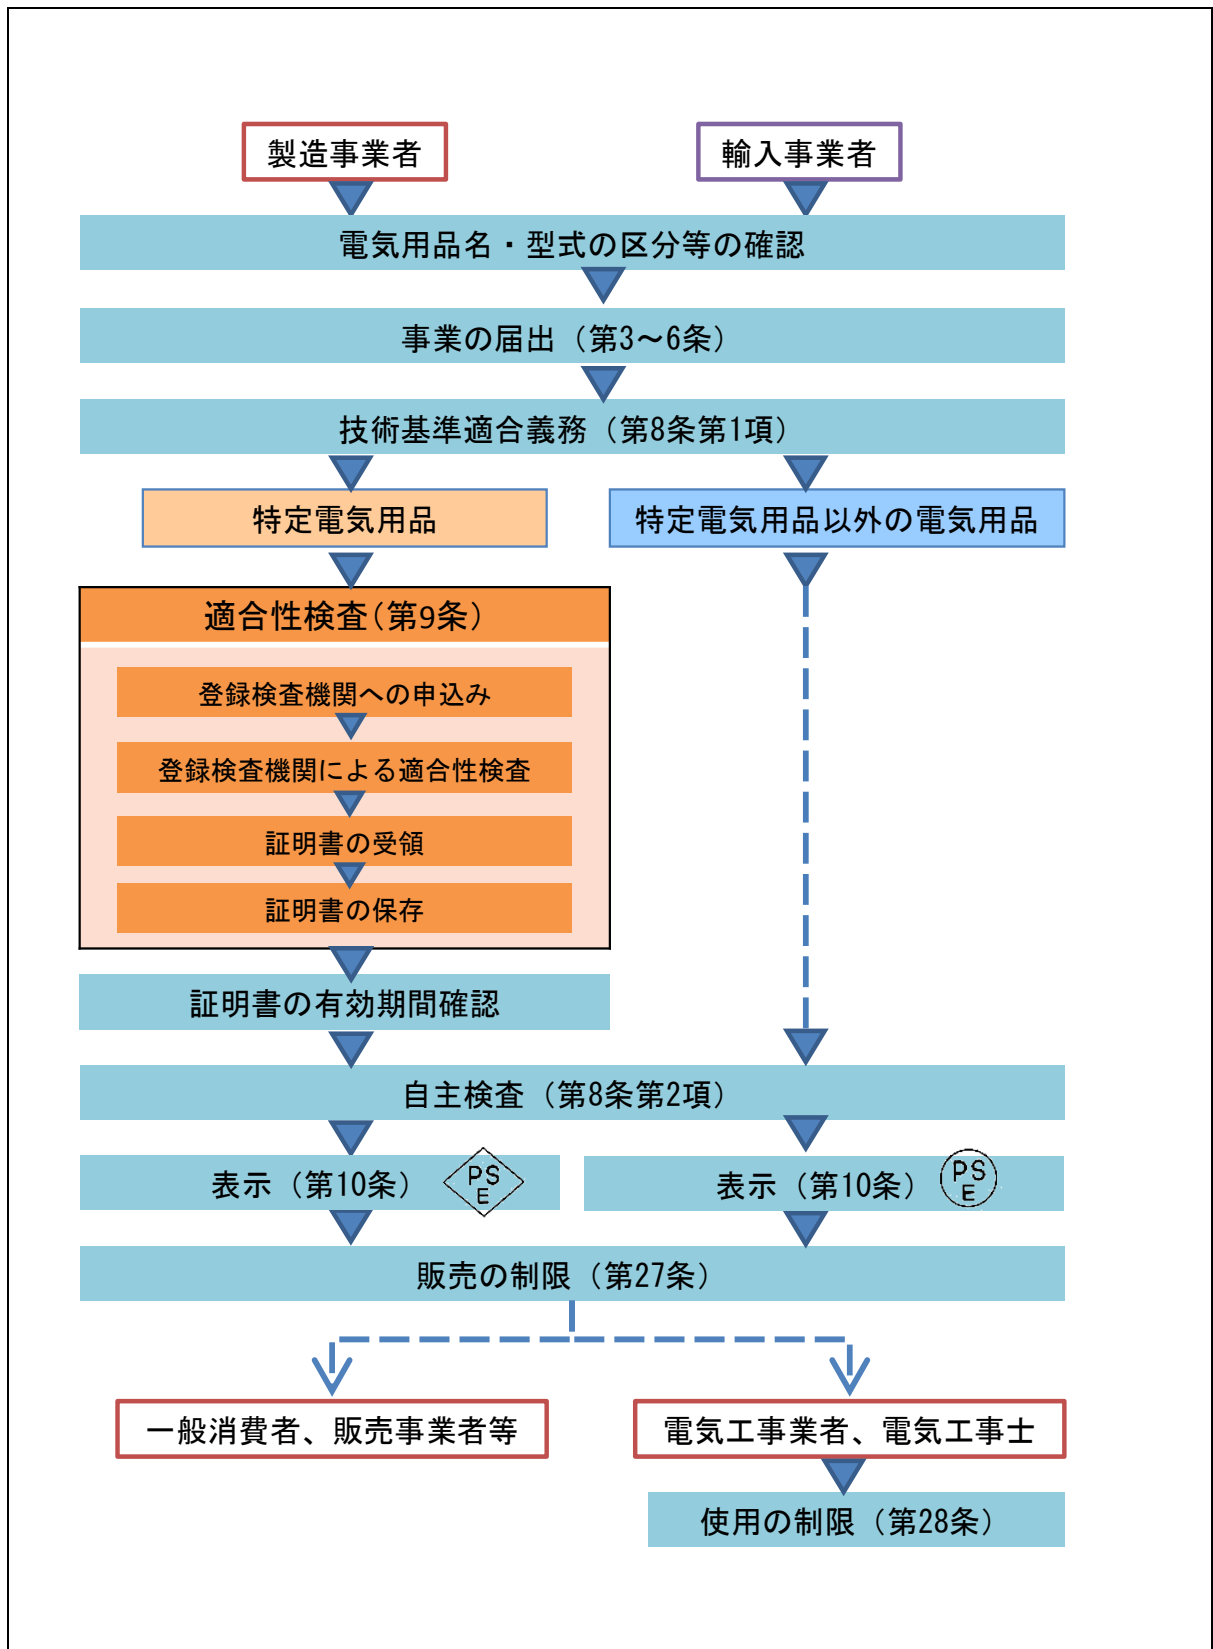 製造事業者
輸入事業者
電気用品名・型式の区分等の確認
事業の届出（第3～6条）
技術基準適合義務（第8条第1項）
特定電気用品
特定電気用品以外の電気用品
適合性検査(第9条)
登録検査機関への申込み
登録検査機関による適合性検査
証明書の受領
証明書の保存
証明書の有効期間確認
自主検査（第8条第2項）
表示（第10条）
PS
E
表示（第10条）
PS
E
販売の制限（第27条）
一般消費者、販売事業者等
電気工事業者、電気工事士
使用の制限（第28条）